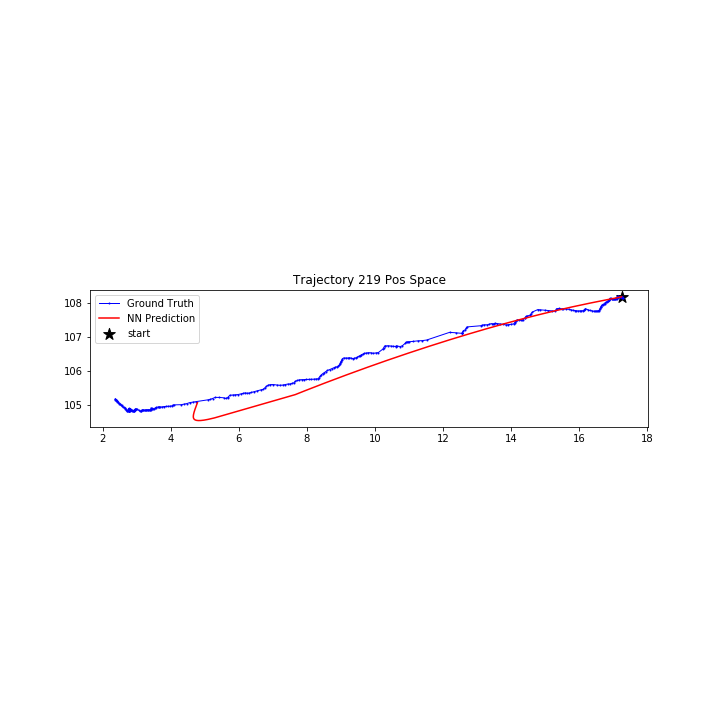 Trajectory 219 Pos Space
108
107
106
105
Ground Truth
NN Prediction
start
2 4 6 8 10 12 14 16 18